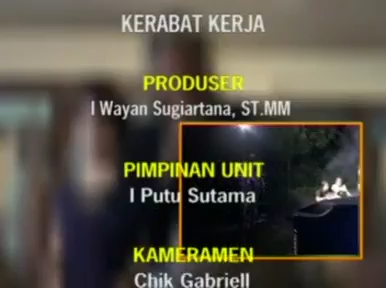 KERABAT KERJA
PRODUSER
I Wayan Sugiartana, ST.MM
PIMPINAN UNIT
I Putu Sutama
KAMERAMEN
Chik Gabriell